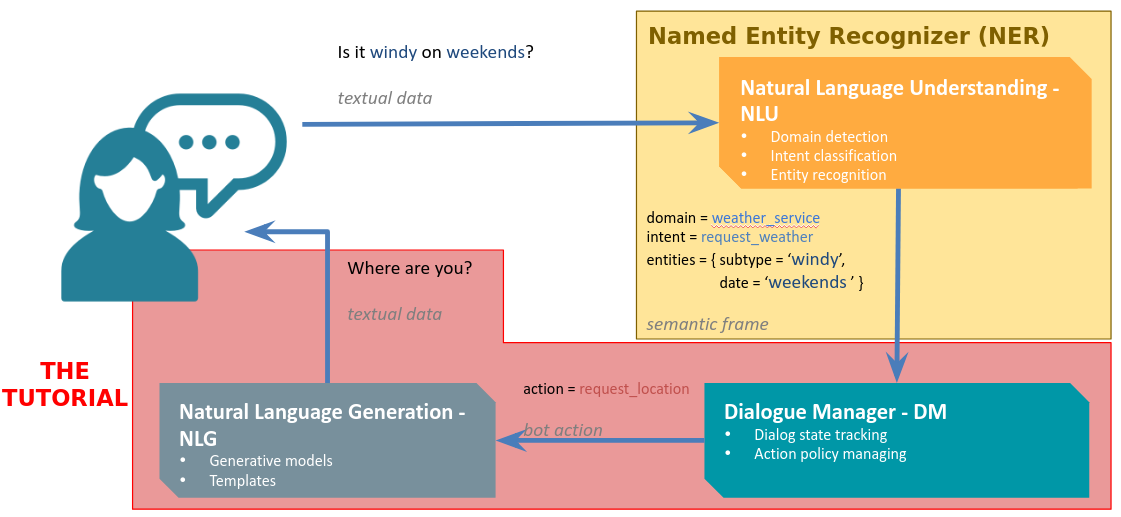 Is it windy on weekends?
textual data
Named Entity Recognizer (NER)
Natural Language Understanding -
NLU
• Domain detection
• Intent classification
• Entity recognition
domain = weather_service
intent = request_weather
entities = { subtype = ‘windy’,
date = ‘weekends ’ }
semantic frame
Where are you?
textual data
THE
TUTORIAL
action = request_location
bot action
Natural Language Generation -
NLG
• Generative models
• Templates
Dialogue Manager - DM
• Dialog state tracking
• Action policy managing